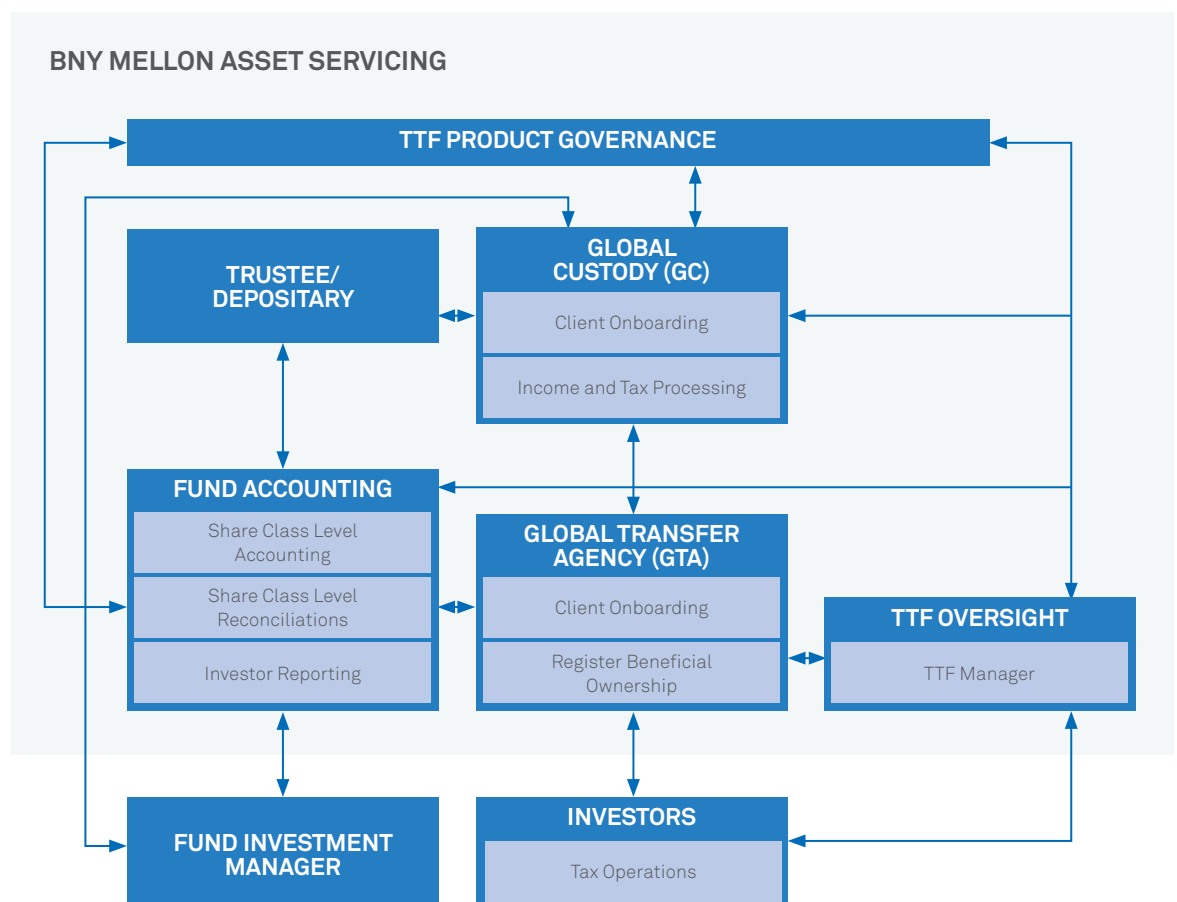 BNY MELLON ASSET SERVICING
TTF PRODUCT GOVERNANCE
TRUSTEE/
DEPOSITARY
GLOBAL
CUSTODY (GC)
Client Onboarding
Income and Tax Processing
FUND ACCOUNTING
Share Class Level
Accounting
Share Class Level
Reconciliations
Investor Reporting
GLOBAL TRANSFER
AGENCY (GTA)
Client Onboarding
Register Beneficial
Ownership
TTF OVERSIGHT
TTF Manager
FUND INVESTMENT
MANAGER
INVESTORS
Tax Operations